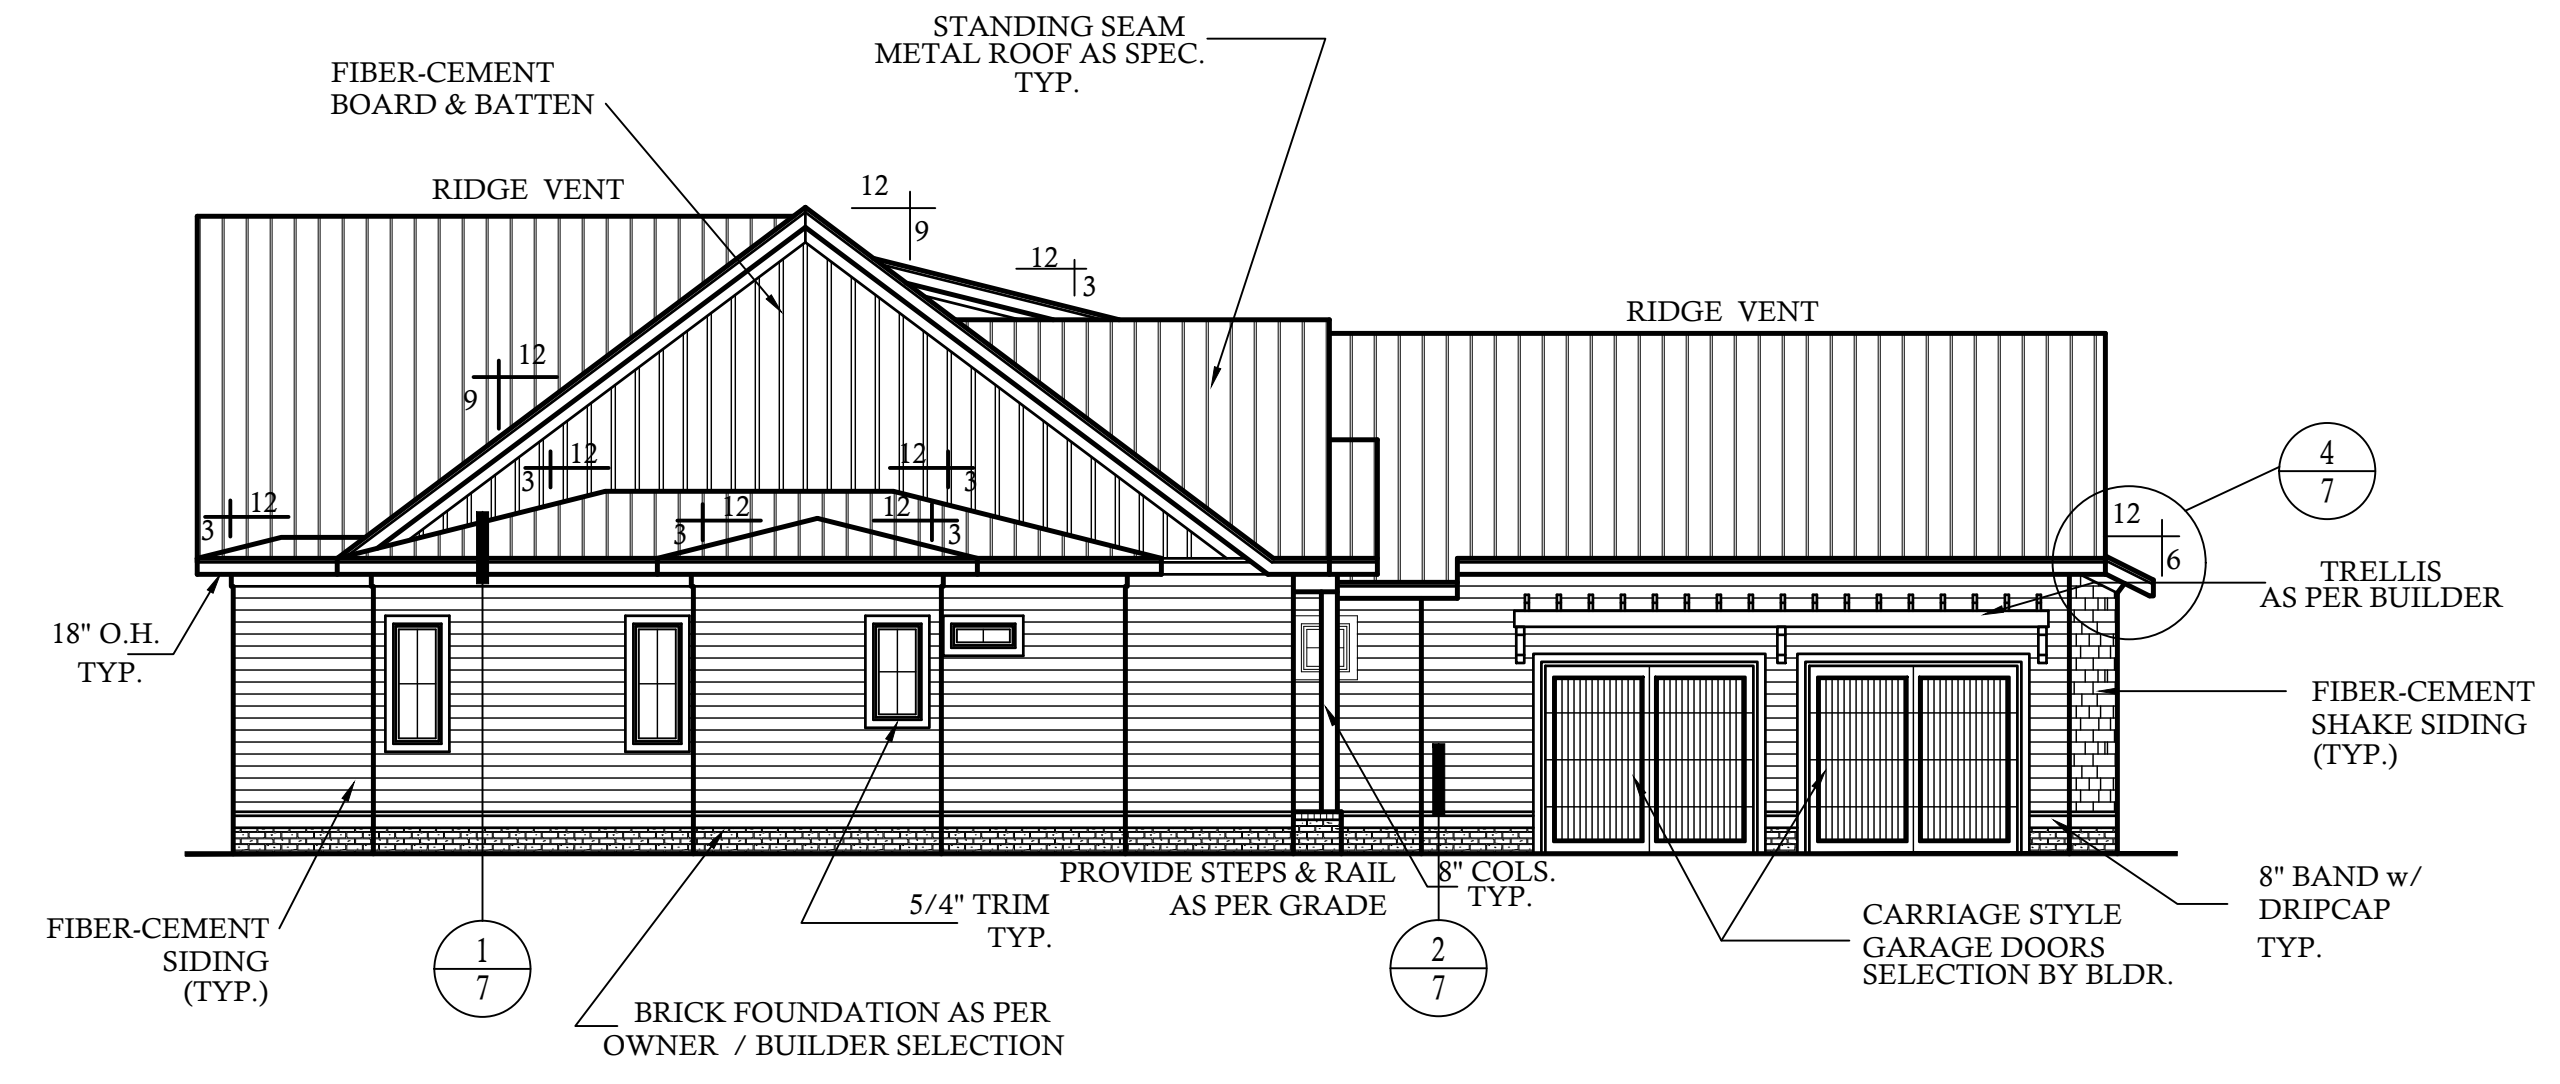 STANDING SEAM
METAL ROOF AS SPEC.
TYP.
FIBER-CEMENT
BOARD & BATTEN
RIDGE VENT
12
9
12
3
RIDGE VENT
12
9
12
3
12
3
12
3
12
3
12
3
4
7
12
6
TRELLIS
AS PER BUILDER
18" O.H.
TYP.
FIBER-CEMENT
SHAKE SIDING
(TYP.)
PROVIDE STEPS & RAIL
AS PER GRADE
8" COLS.
TYP.
5/4" TRIM
TYP.
8" BAND w/
DRIPCAP
TYP.
CARRIAGE STYLE
GARAGE DOORS
SELECTION BY BLDR.
FIBER-CEMENT
SIDING
(TYP.)
1
7
2
7
BRICK FOUNDATION AS PER
OWNER / BUILDER SELECTION